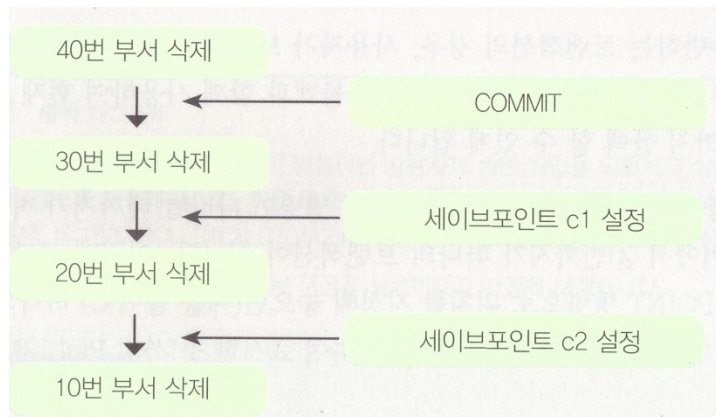 40번 부서 삭제
COMMIT
30번 부서 삭제
세이브포인트 c1 설정
20번 부서 삭제
세이브포인트 c2 설정
10번 부서 삭제